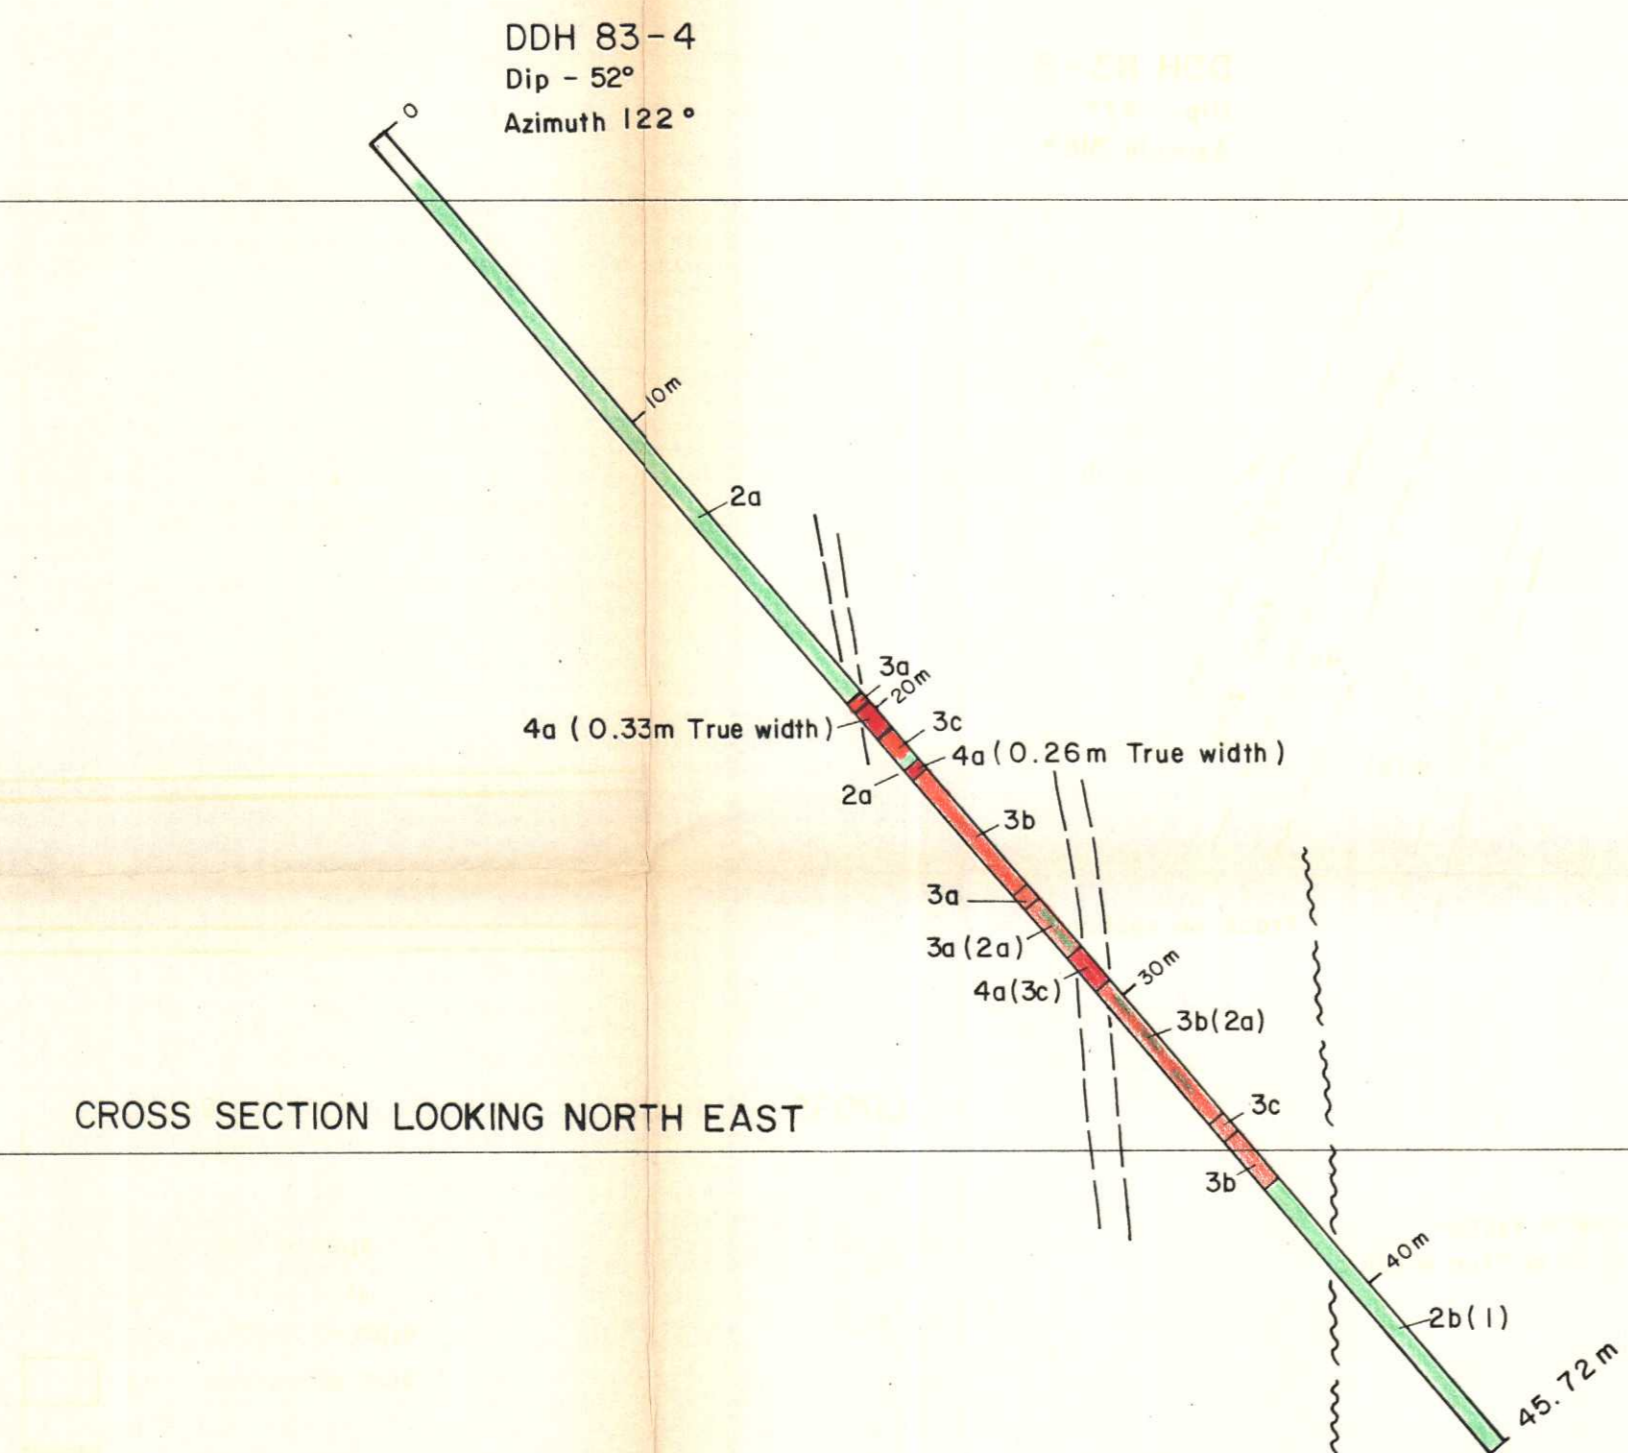 DDH 83-4
Dip - 52°
Azimuth 122°
0
10m
2a
3a
20m
4a (0.33m True width)
3c
4a (0.26m True width)
2a
3b
3a
3a(2a)
30m
4a(3c)
3b(2a)
3c
CROSS SECTION LOOKING NORTH EAST
3b
40m
2b(1)
45.72m